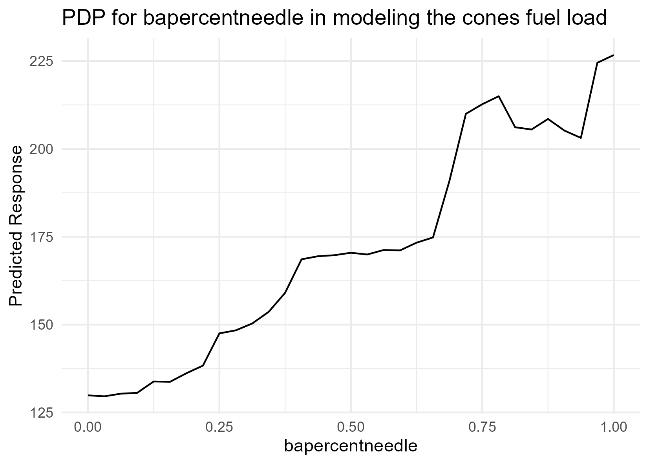 PDP for bapercentneedle in modeling the cones fuel load
225
200
175
150
125
Predicted Response
0.00 0.25 0.50 0.75 1.00
bapercentneedle